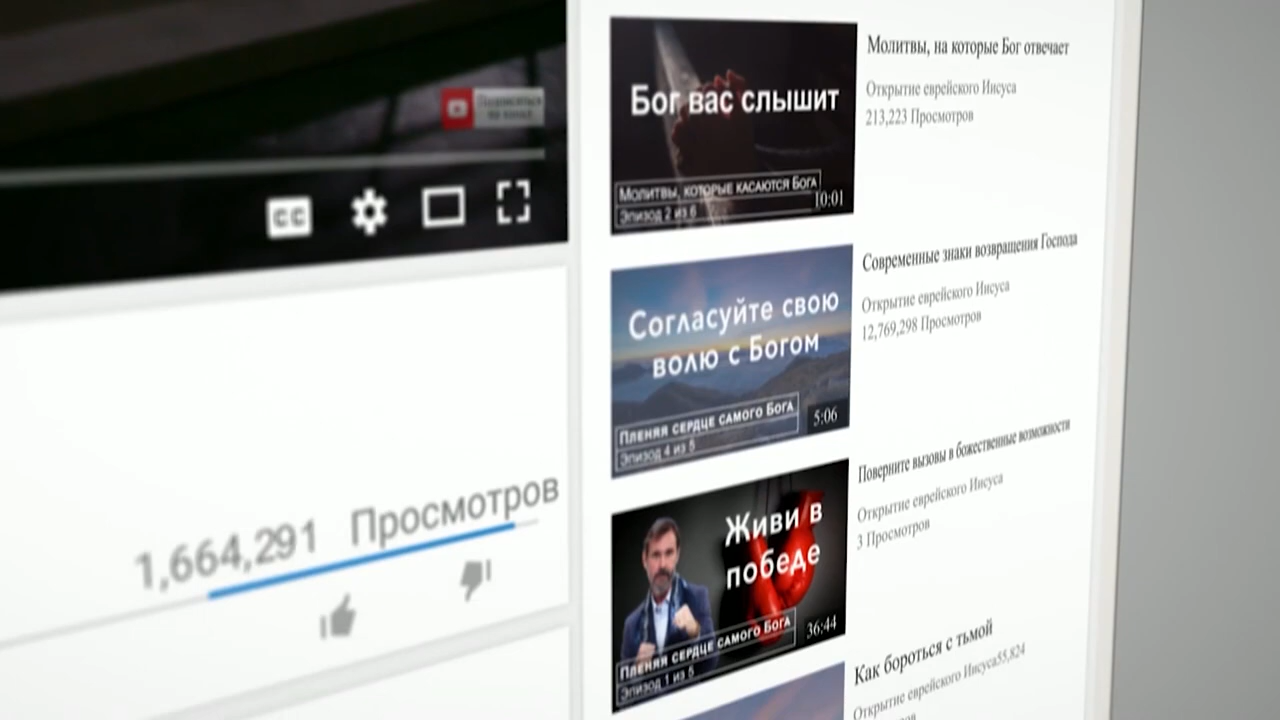 CC
1,664,291 Просмотров
Бог вас слышит
Молитвы, которые касаются Бога
Эпизод 2 из 6
10:01
Молитвы, на которые Бог отвечает
Открытие еврейского Иисуса
213,223 Просмотров
Согласуйте свою
волю с Богом
Пленяя сердце самого Бога
Эпизод 4 из 5
5:06
Современные знаки возвращения Господа
Открытие еврейского Иисуса
12,769,298 Просмотров
Живи в
победе
Пленяя сердце самого Бога
Эпизод 1 из 5
36:44
Поверните вызовы в божественные возможности
Открытие еврейского Иисуса
3 Просмотров
Как бороться с тьмой
Открытие еврейского Иисуса55,824